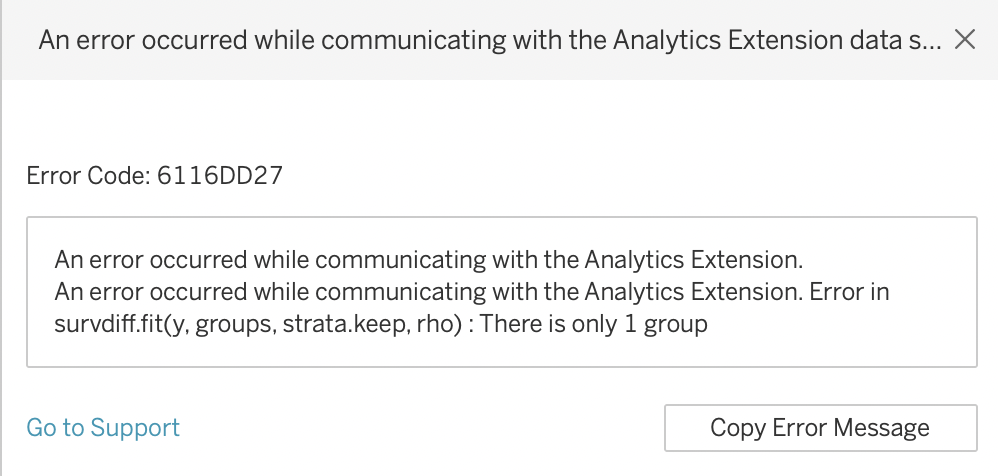 An error occurred while communicating with the Analytics Extension data s...
Error Code: 6116DD27
An error occurred while communicating with the Analytics Extension.
An error occurred while communicating with the Analytics Extension. Error in
survdiff.fit(y, groups, strata.keep, rho) : There is only 1 group
Go to Support
Copy Error Message